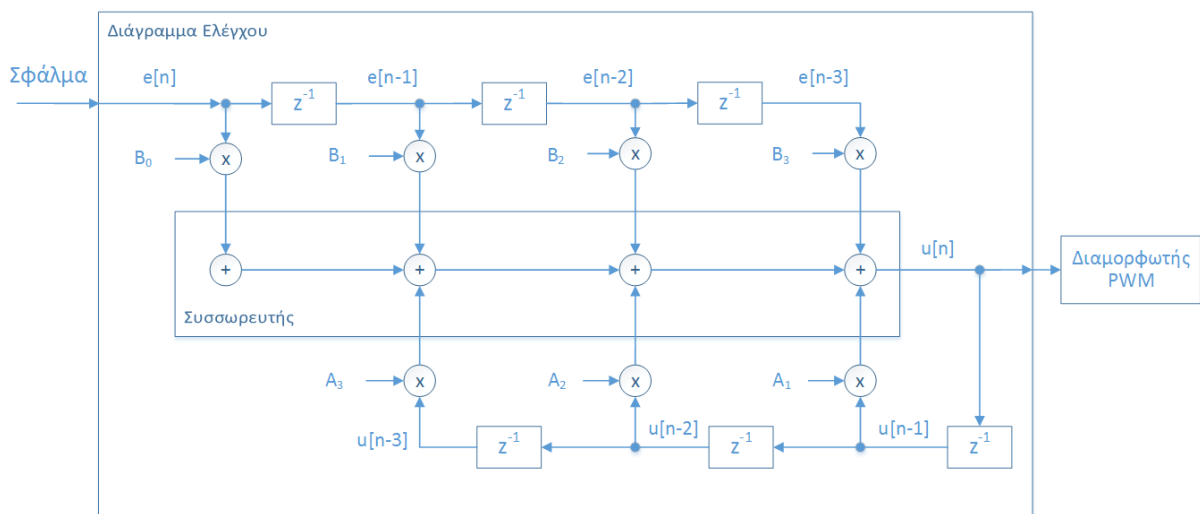 Διάγραμμα Ελέγχου
Σφάλμα
e[n]
e[n-1]
e[n-2]
e[n-3]
z⁻¹
z⁻¹
z⁻¹
B₀
x
B₁
x
B₂
x
B₃
x
u[n]
+
+
+
+
Διαμορφωτής
PWM
Συσσωρευτής
A₃
x
A₂
x
A₁
x
u[n-3]
z⁻¹
u[n-2]
z⁻¹
u[n-1]
z⁻¹